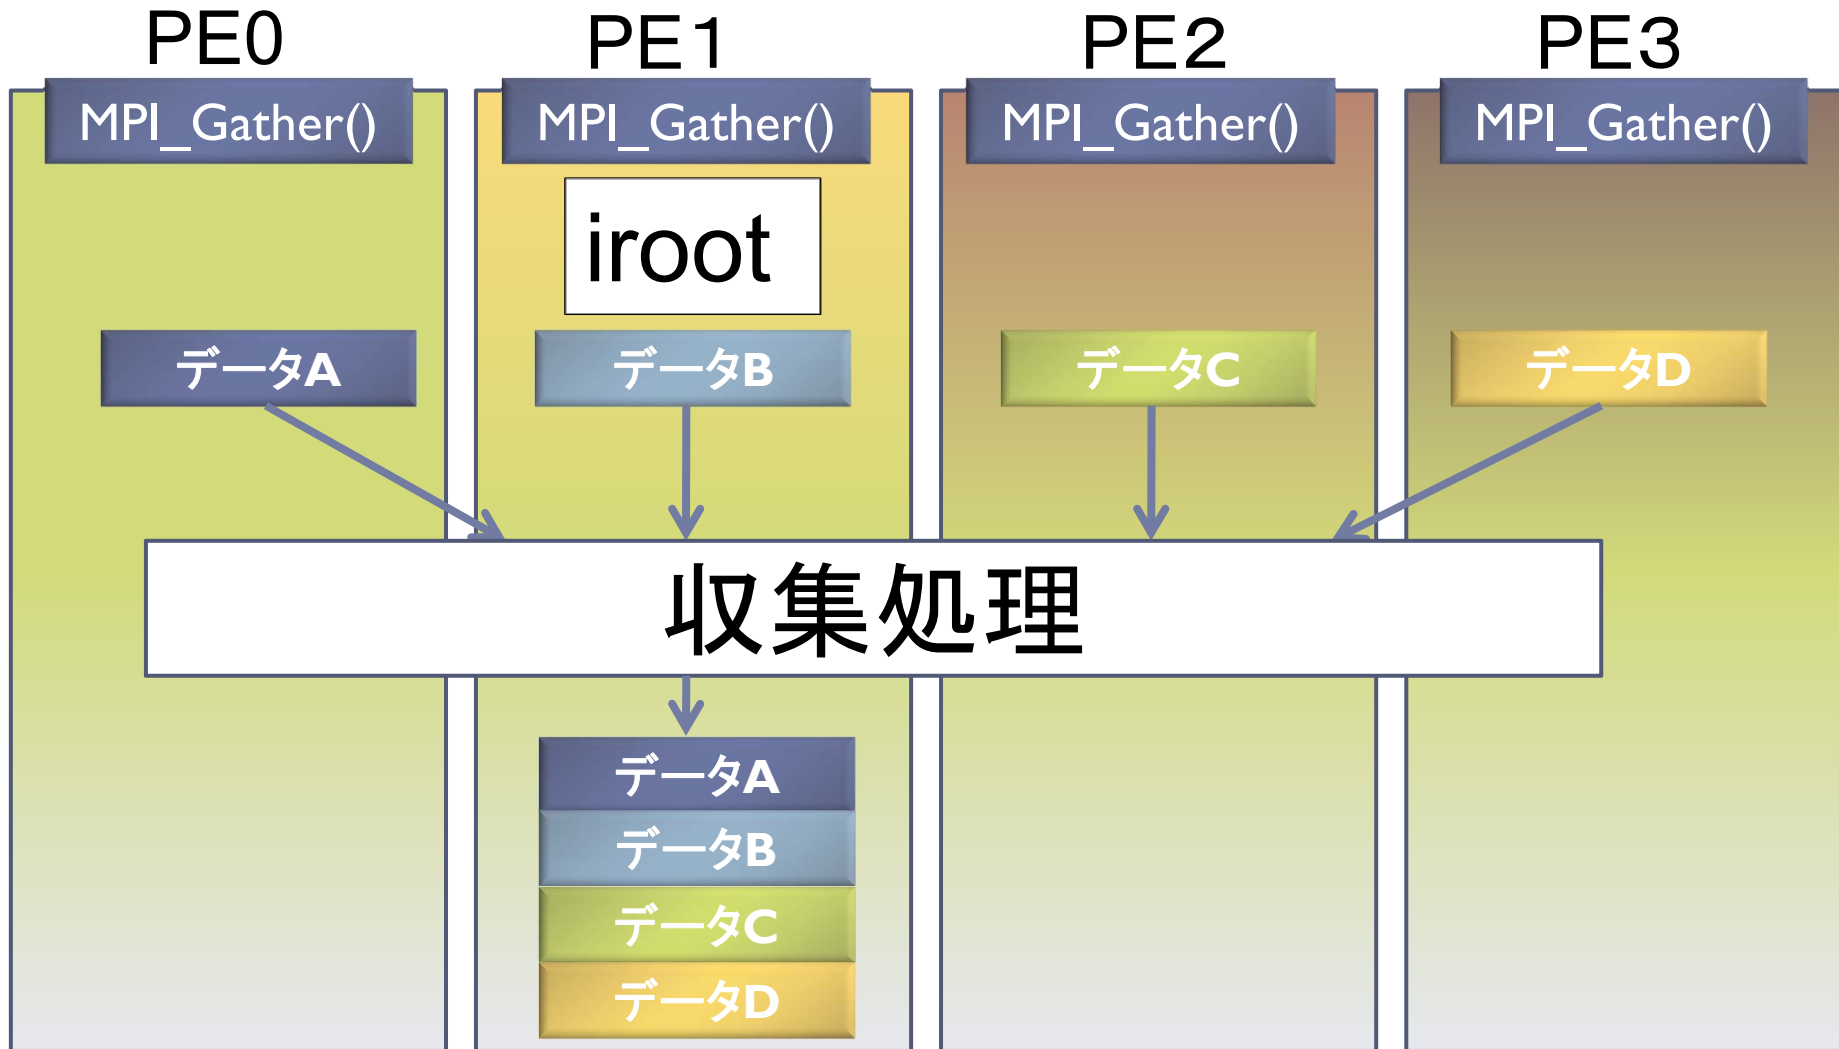 PE0
PE1
PE2
PE3
MPI_Gather()
MPI_Gather()
MPI_Gather()
MPI_Gather()
iroot
データA
データB
データC
データD
収集処理
データA
データB
データC
データD